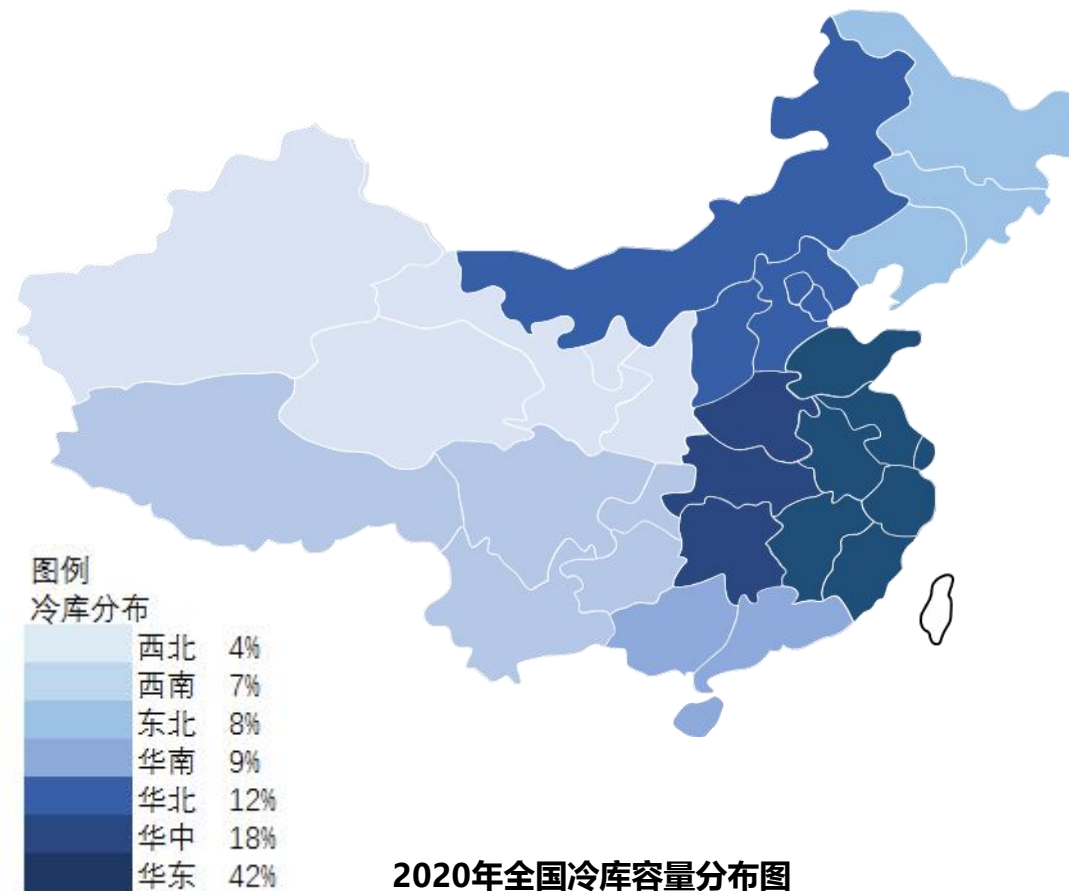 图例
冷库分布
西北 4%
西南 7%
东北 8%
华南 9%
华北 12%
华中 18%
华东 42%
2020年全国冷库容量分布图